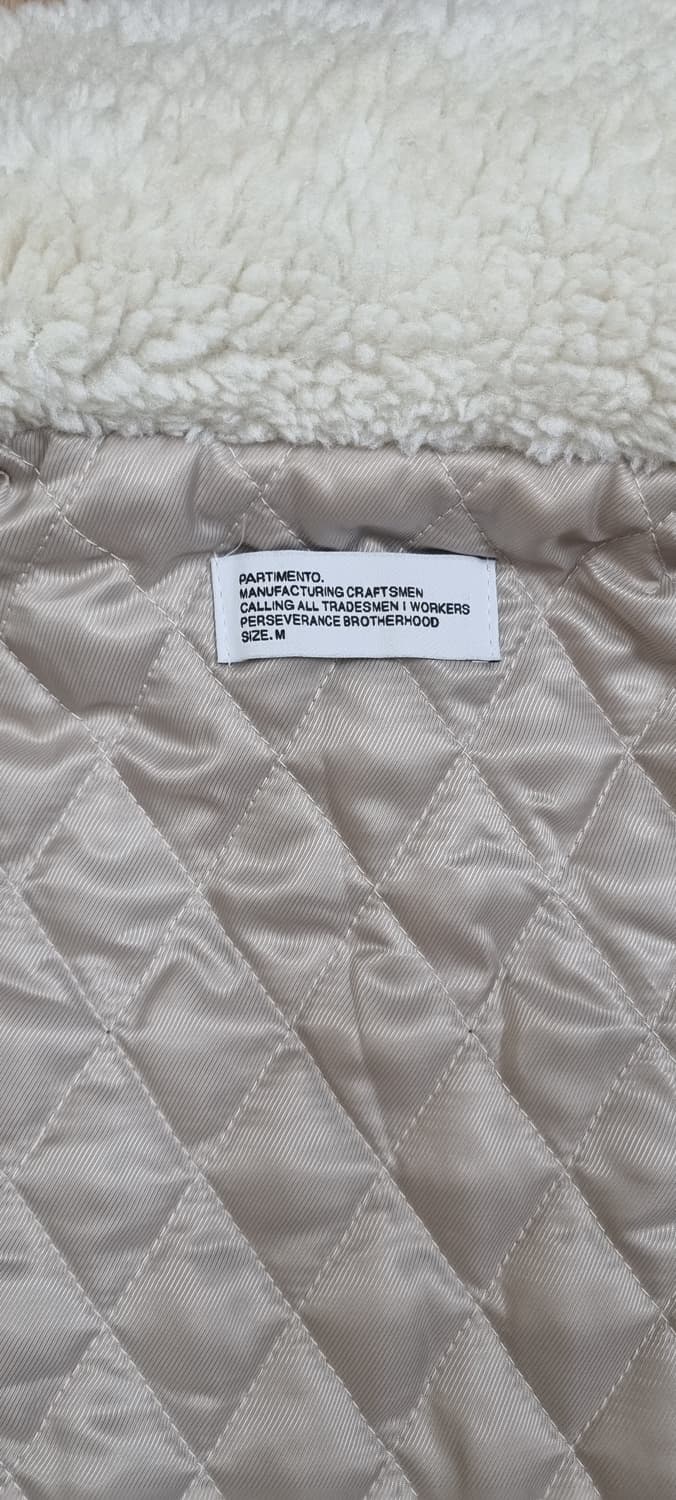 PARTIMENTO.
MANUFACTURING CRAFTSMEN
CALLING ALL TRADESMEN I WORKERS
PERSEVERANCE BROTHERHOOD
SIZE. M